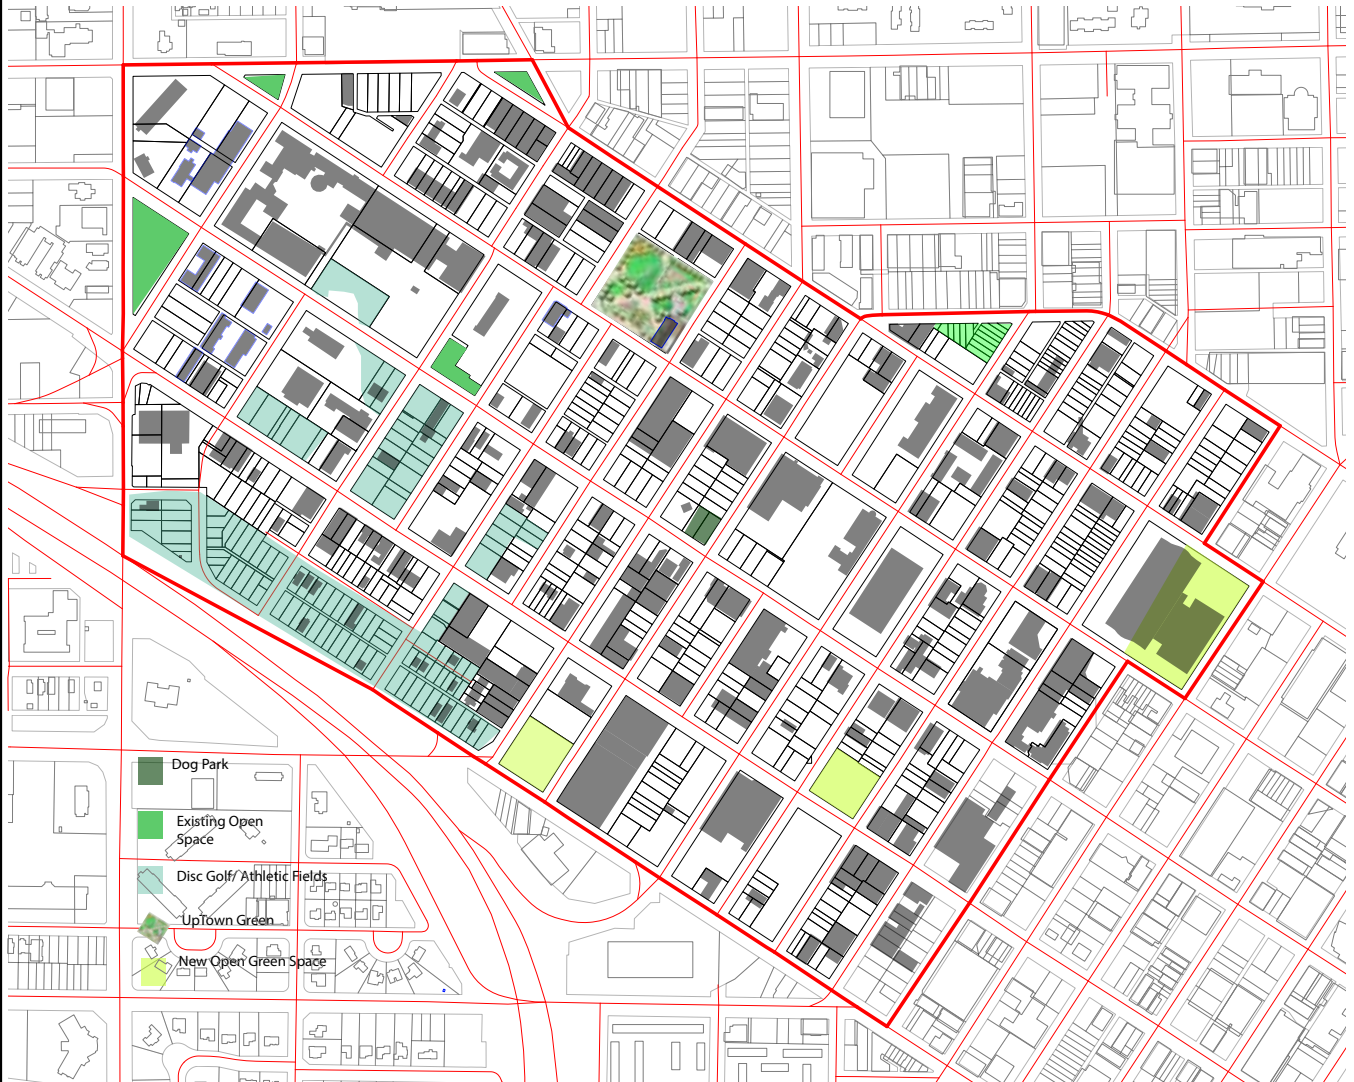 Dog Park
Existing Open
Space
Disc Golf/ Athletic Fields
UpTown Green
New Open Green Space